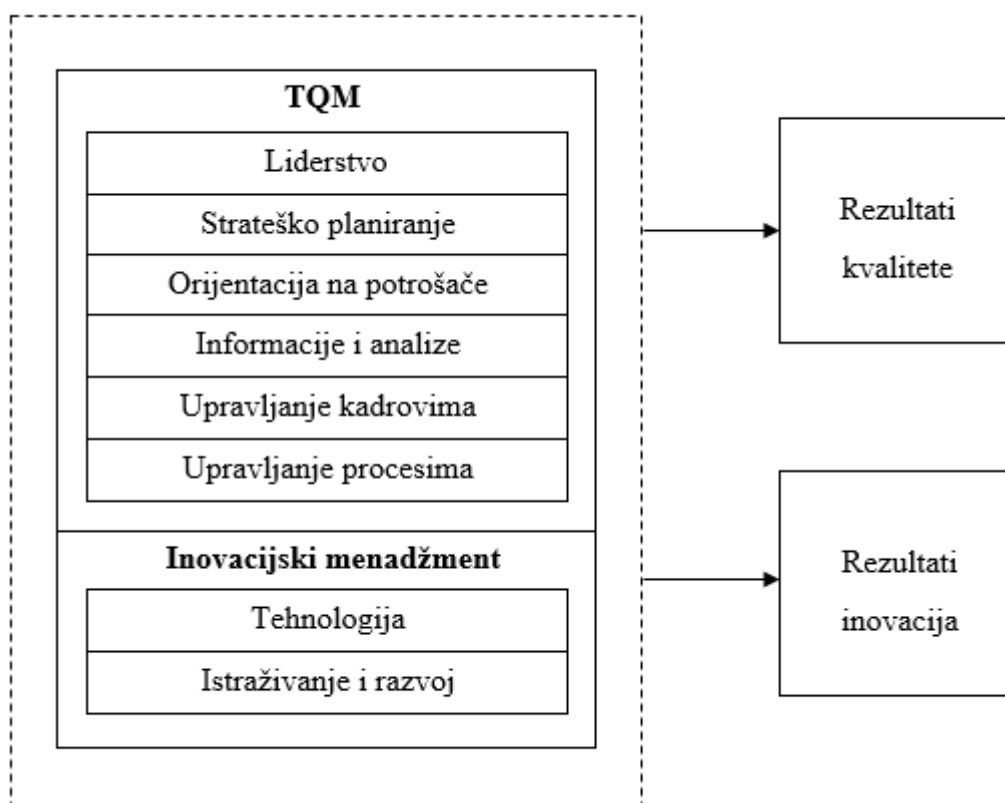 TQM
Liderstvo
Strateško planiranje
Orijentacija na potrošače
Informacije i analize
Upravljanje kadrovima
Upravljanje procesima
Inovacijski menadžment
Tehnologija
Istraživanje i razvoj
Rezultati
kvalitete
Rezultati
inovacija